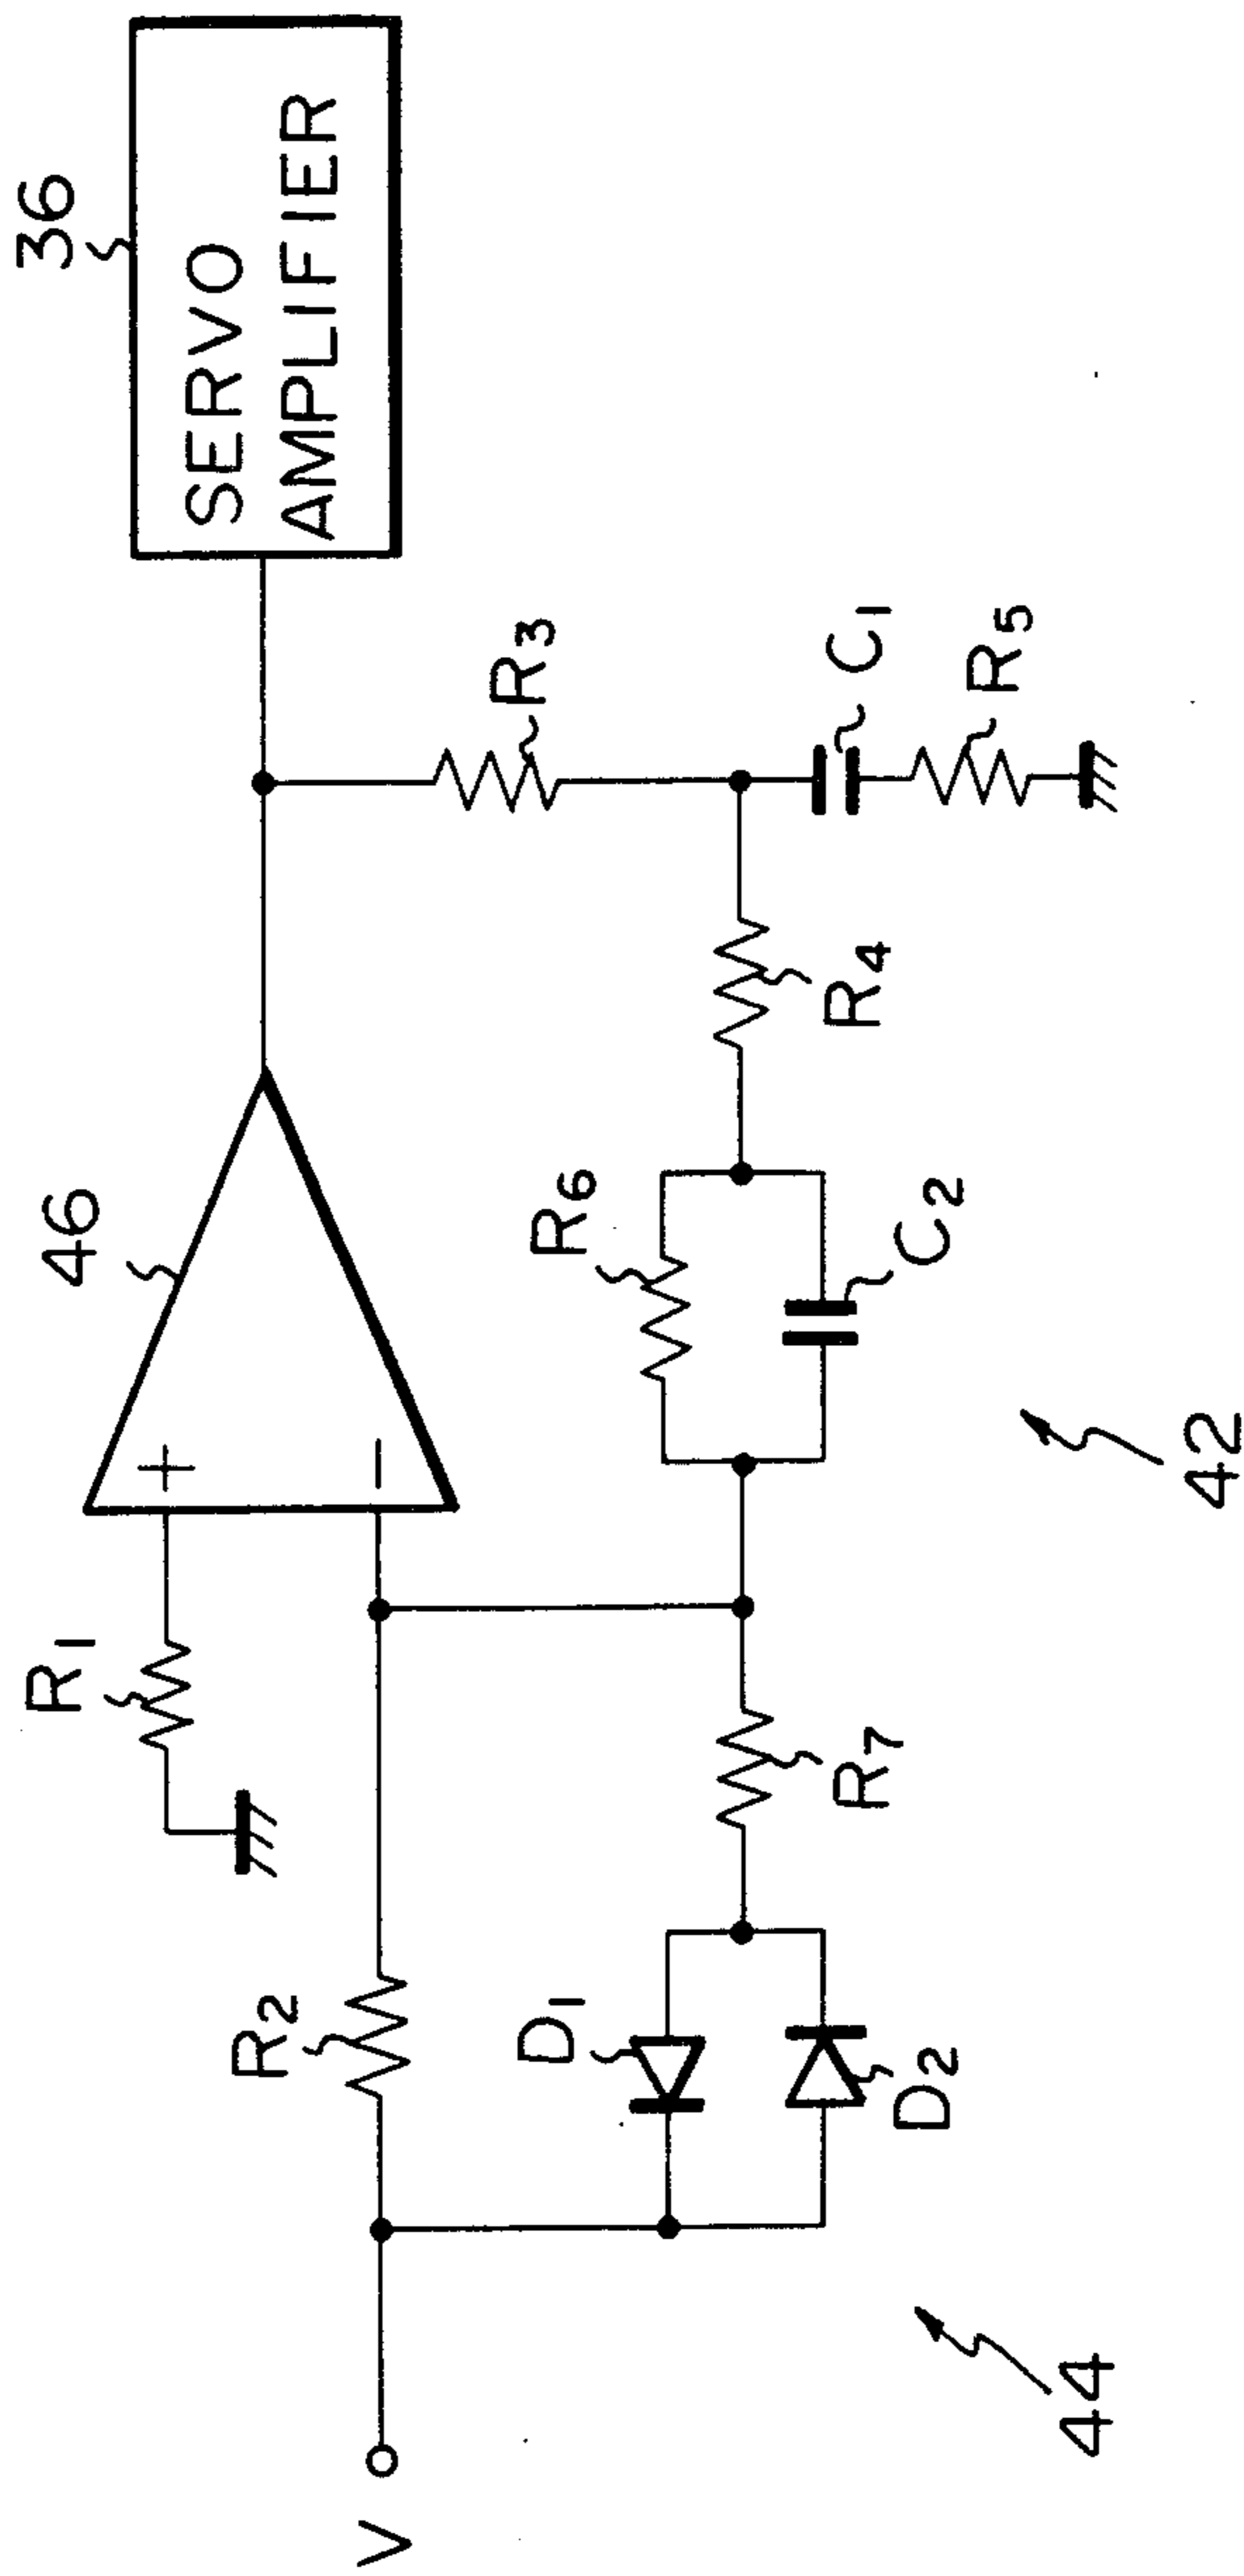 36
SERVO
AMPLIFIER
46
+
−
R1
R2
R3
R4
R5
R6
R7
C1
C2
D1
D2
V
42
44